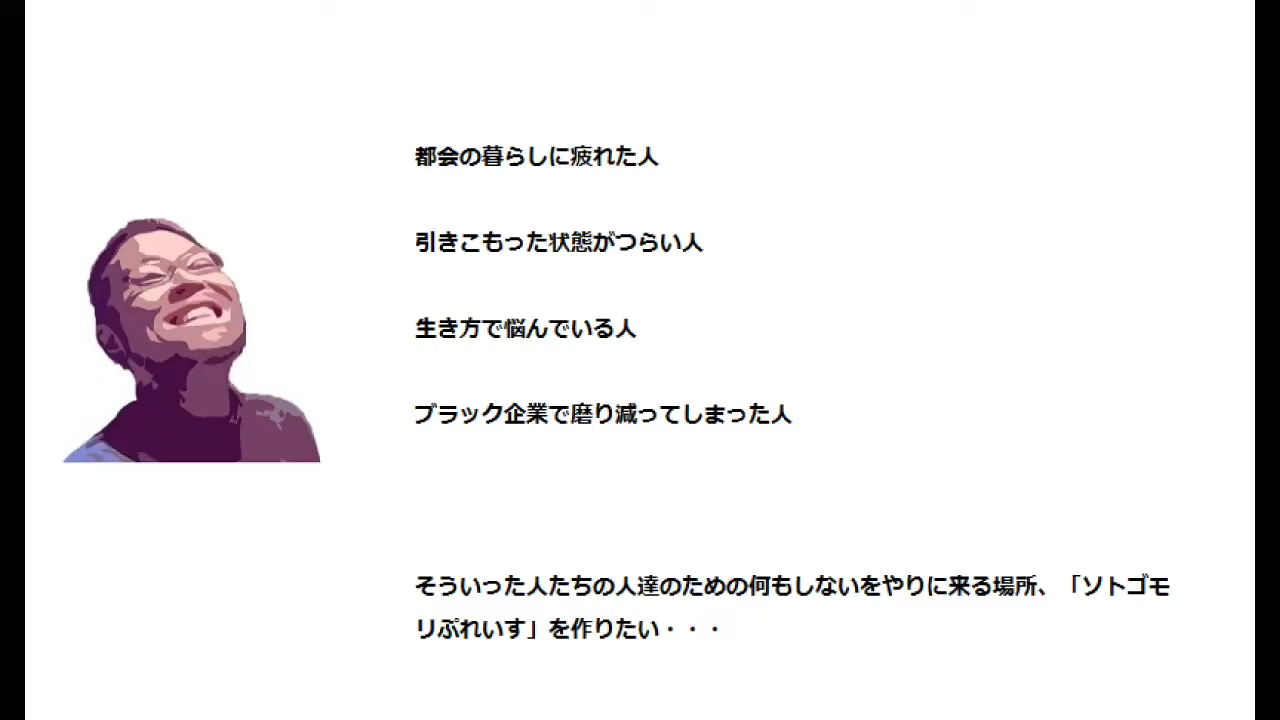 都会の暮らしに疲れた人
引きこもった状態がつらい人
生き方で悩んでいる人
ブラック企業で磨り減ってしまった人
そういった人たちの人達のための何もしないをやりに来る場所、「ソトゴモ
リぷれいす」を作りたい・・・